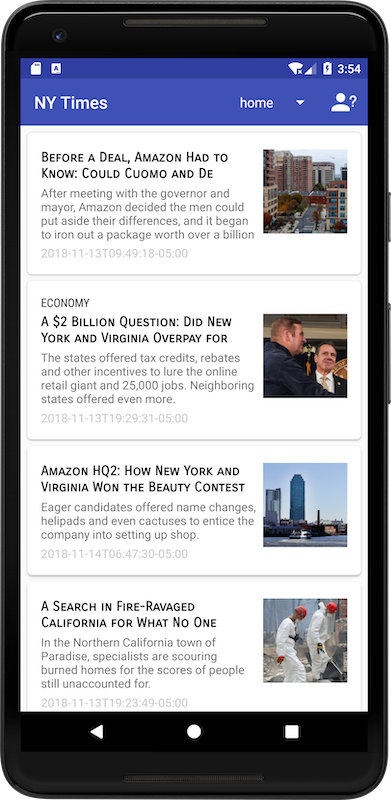 A
3:54
NY Times
home
?
Before a Deal, Amazon Had to
Know: Could Cuomo and De
After meeting with the governor and
mayor, Amazon decided the men could
put aside their differences, and it began
to iron out a package worth over a billion
2018-11-13T09:49:18-05:00
ECONOMY
A $2 Billion Question: Did New
York and Virginia Overpay for
The states offered tax credits, rebates
and other incentives to lure the online
retail giant and 25,000 jobs. Neighboring
states offered even more.
2018-11-13T19:29:31-05:00
Amazon HQ2: How New York and
Virginia Won the Beauty Contest
Eager candidates offered name changes,
helipads and even cactuses to entice the
company into setting up shop.
2018-11-14T06:47:30-05:00
A Search in Fire-Ravaged
California for What No One
In the Northern California town of
Paradise, specialists are scouring
burned homes for the scores of people
still unaccounted for.
2018-11-13T19:23:49-05:00